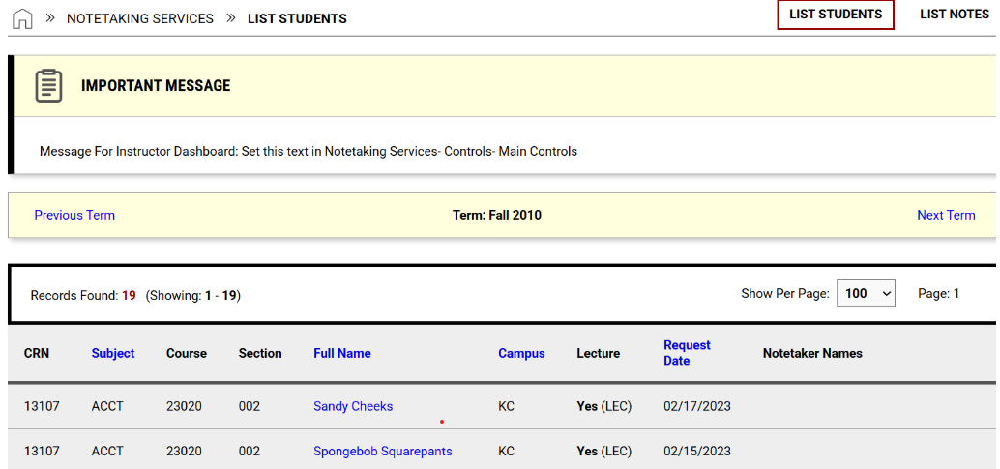 NOTETAKING SERVICES » LIST STUDENTS
LIST STUDENTS LIST NOTES
IMPORTANT MESSAGE
Message For Instructor Dashboard: Set this text in Notetaking Services- Controls- Main Controls
Previous Term Term: Fall 2010 Next Term
Records Found: 19 (Showing: 1 - 19) Show Per Page: 100 Page: 1
CRN Subject Course Section Full Name Campus Lecture Request Date Notetaker Names
13107 ACCT 23020 002 Sandy Cheeks KC Yes (LEC) 02/17/2023
13107 ACCT 23020 002 Spongebob Squarepants KC Yes (LEC) 02/15/2023